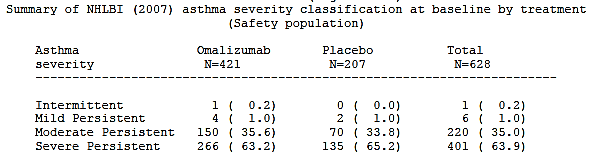 Summary of NHLBI (2007) asthma severity classification at baseline by treatment
(Safety population)
Asthma Omalizumab Placebo Total
severity N=421 N=207 N=628
Intermittent 1 ( 0.2) 0 ( 0.0) 1 ( 0.2)
Mild Persistent 4 ( 1.0) 2 ( 1.0) 6 ( 1.0)
Moderate Persistent 150 ( 35.6) 70 ( 33.8) 220 ( 35.0)
Severe Persistent 266 ( 63.2) 135 ( 65.2) 401 ( 63.9)